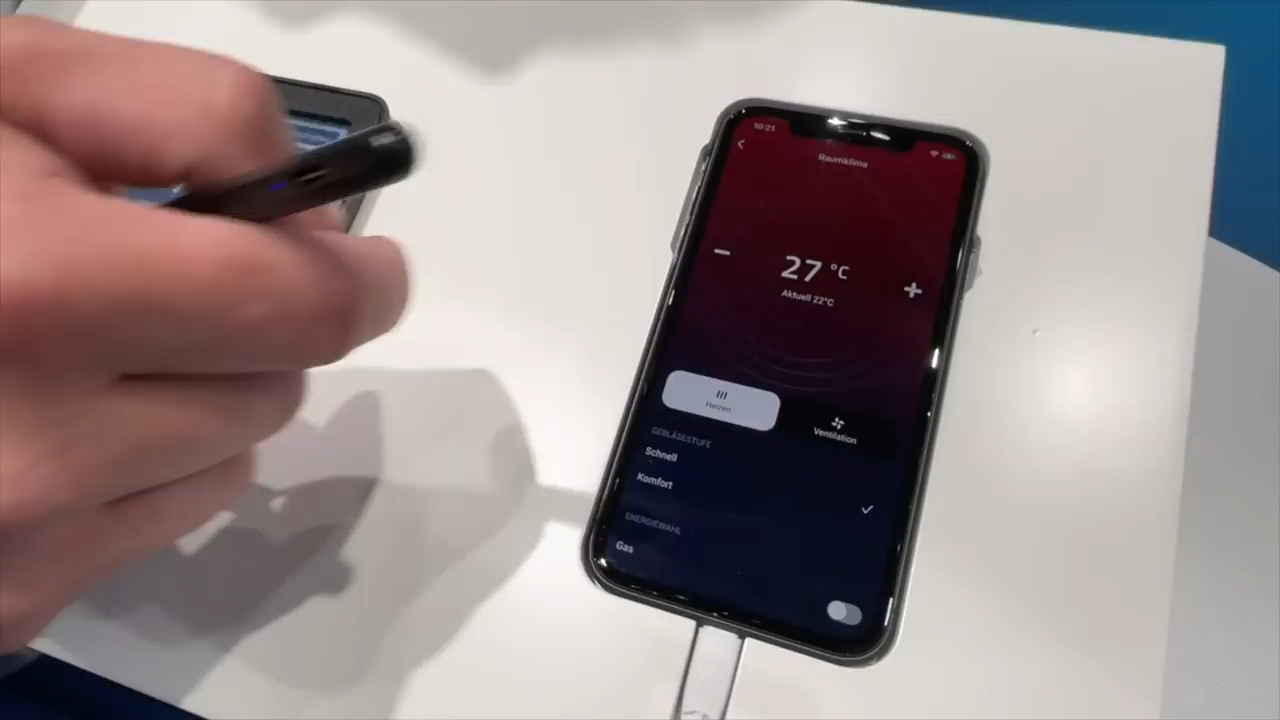 10:21
Raumklima
27 °C
Aktuell 22°C
Heizen
Ventilation
GEBLÄSESTUFE
Schnell
Komfort
ENERGIEWAHL
Gas